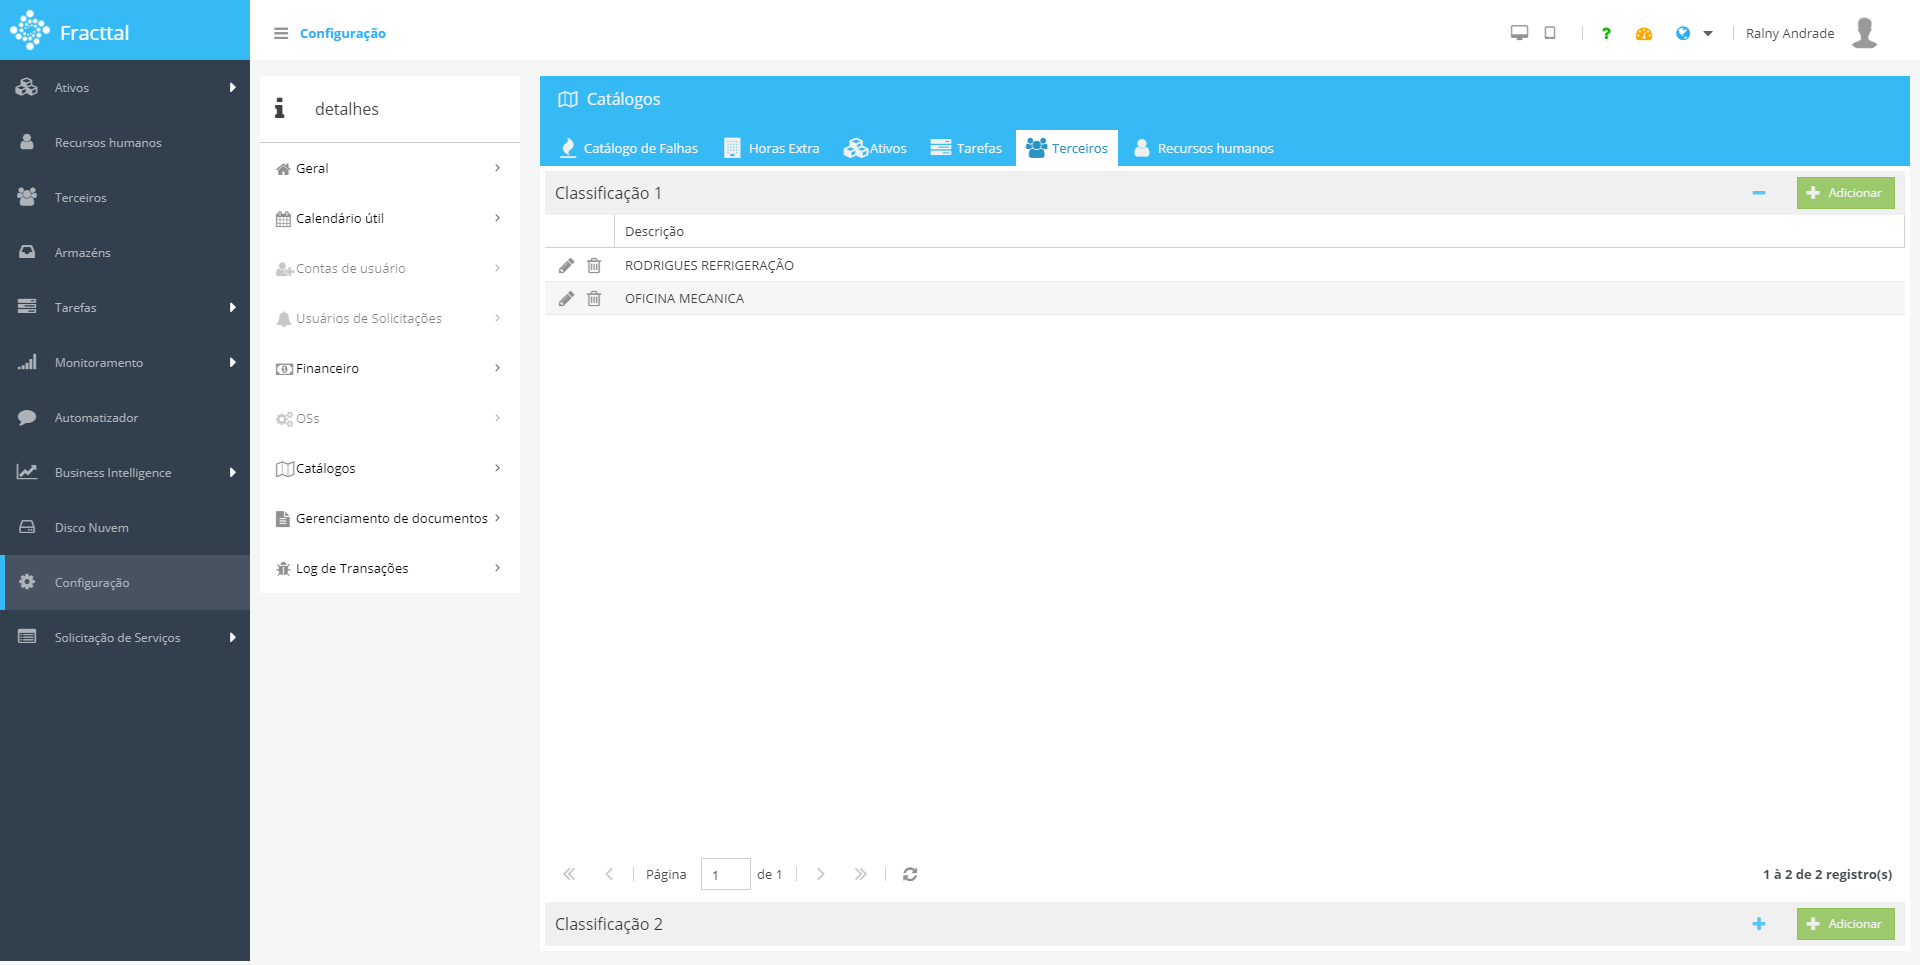 Fracttal
Configuração
?
Ralny Andrade
Ativos
Recursos humanos
Terceiros
Armazéns
Tarefas
Monitoramento
Automatizador
Business Intelligence
Disco Nuvem
Configuração
Solicitação de Serviços
detalhes
Geral
Calendário útil
Contas de usuário
Usuários de Solicitações
Financeiro
OSs
Catálogos
Gerenciamento de documentos
Log de Transações
Catálogos
Catálogo de Falhas Horas Extra Ativos Tarefas Terceiros Recursos humanos
Classificação 1 Adicionar
Descrição
RODRIGUES REFRIGERAÇÃO
OFICINA MECANICA
Página 1 de 1 1 à 2 de 2 registro(s)
Classificação 2 Adicionar